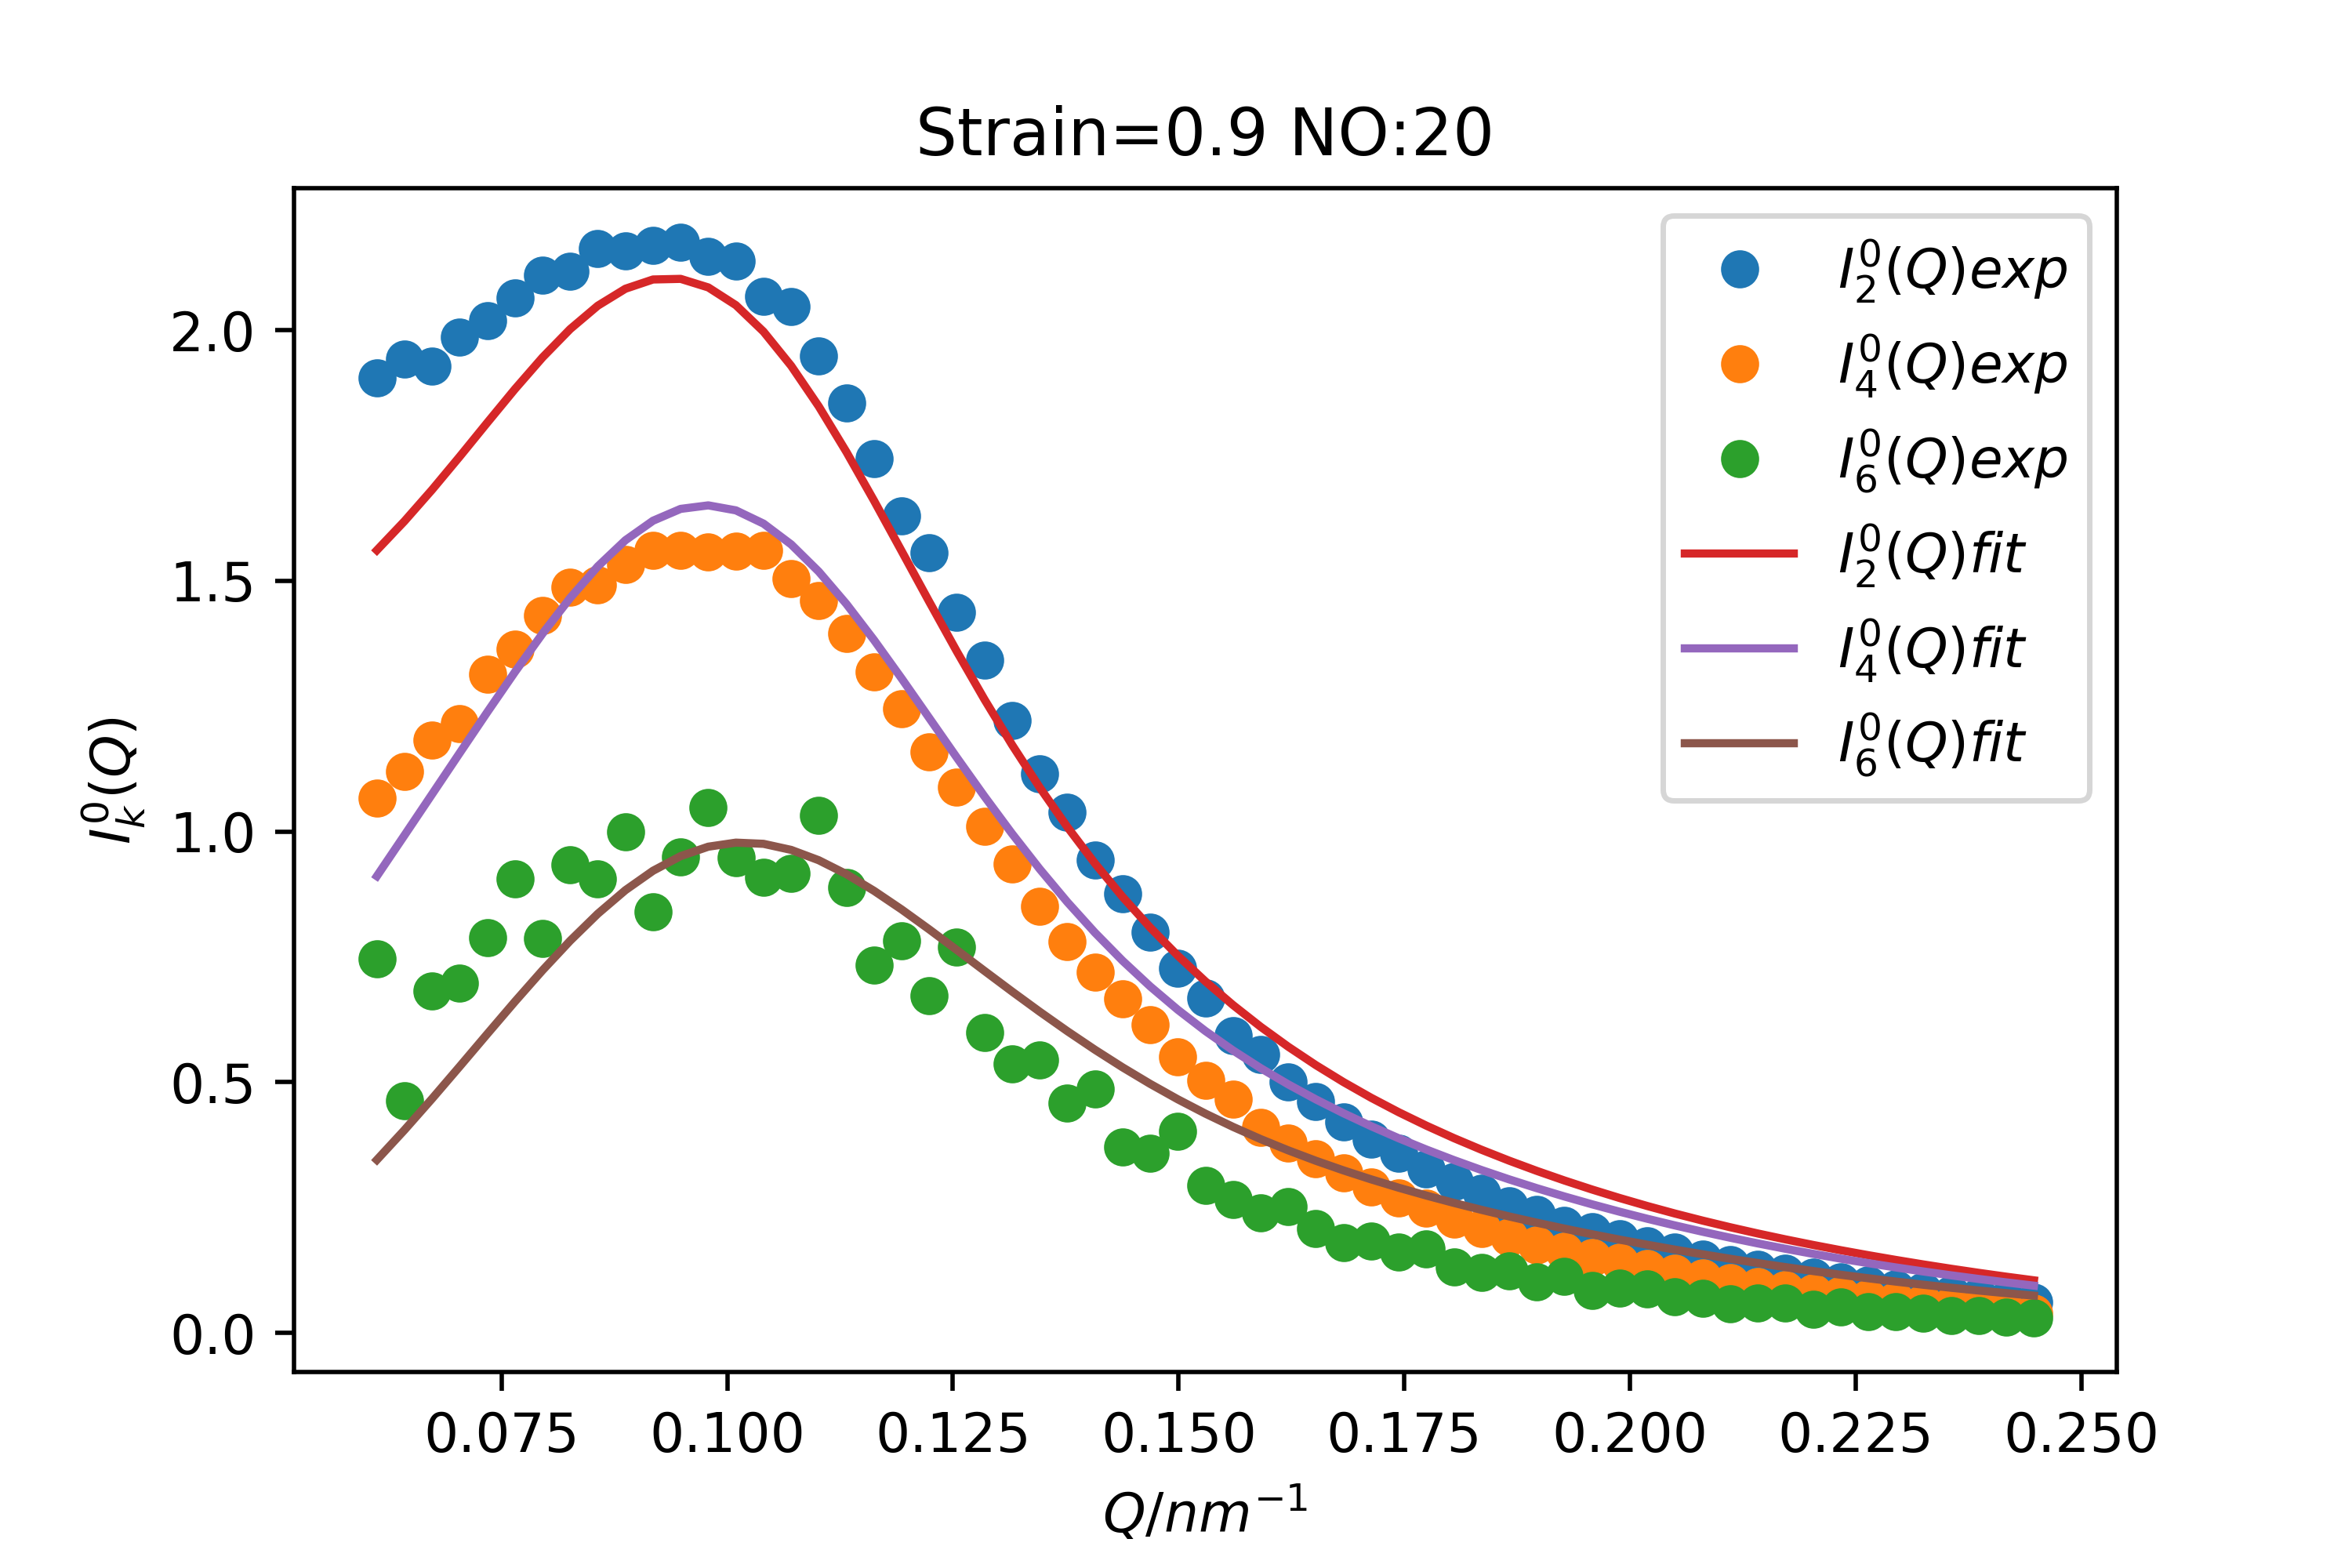 Strain=0.9 NO:20
I_k^0(Q)
2.0
1.5
1.0
0.5
0.0
I_2^0(Q)exp
I_4^0(Q)exp
I_6^0(Q)exp
I_2^0(Q)fit
I_4^0(Q)fit
I_6^0(Q)fit
0.075 0.100 0.125 0.150 0.175 0.200 0.225 0.250
Q/nm^{-1}